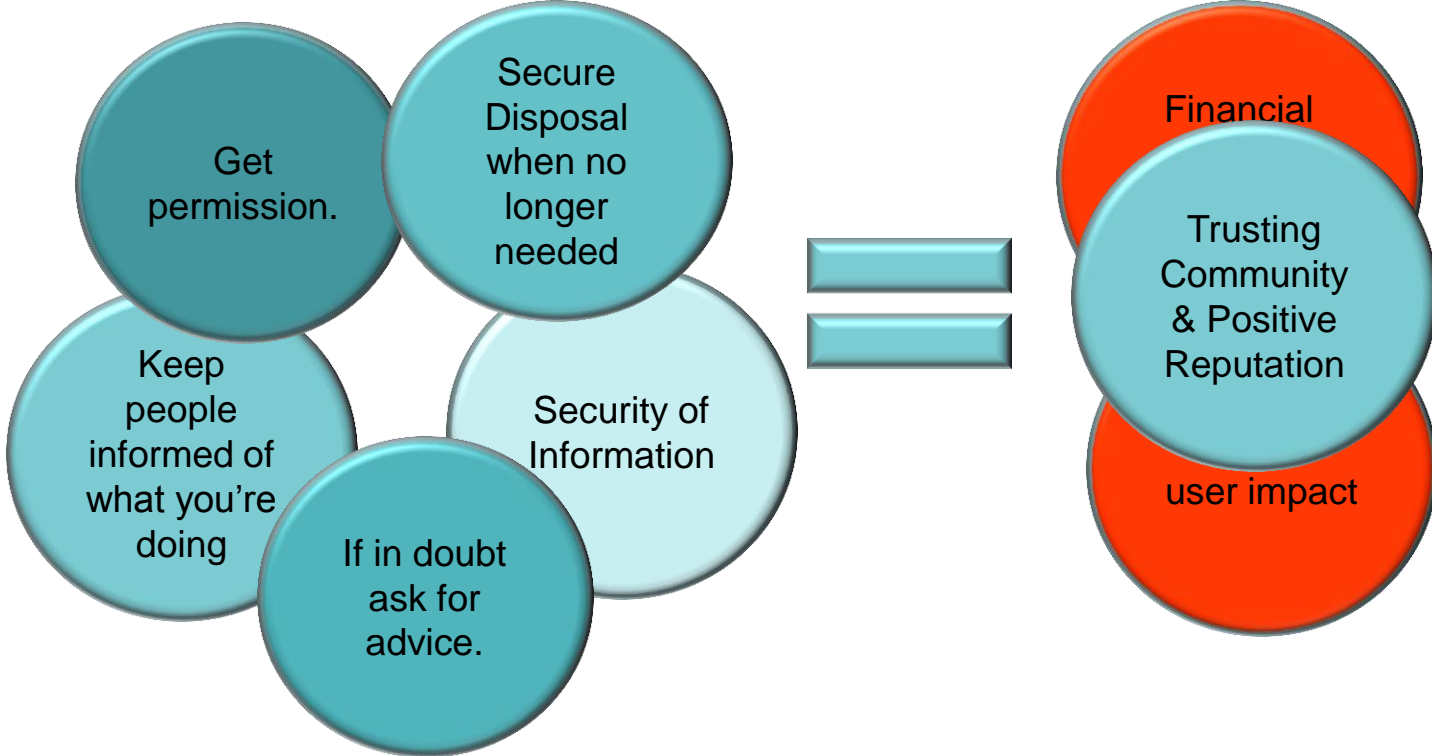 Get
permission.
Secure
Disposal
when no
longer
needed
Keep
people
informed of
what you're
doing
If in doubt
ask for
advice.
Security of
Information
Financial
Trusting
Community
& Positive
Reputation
user impact